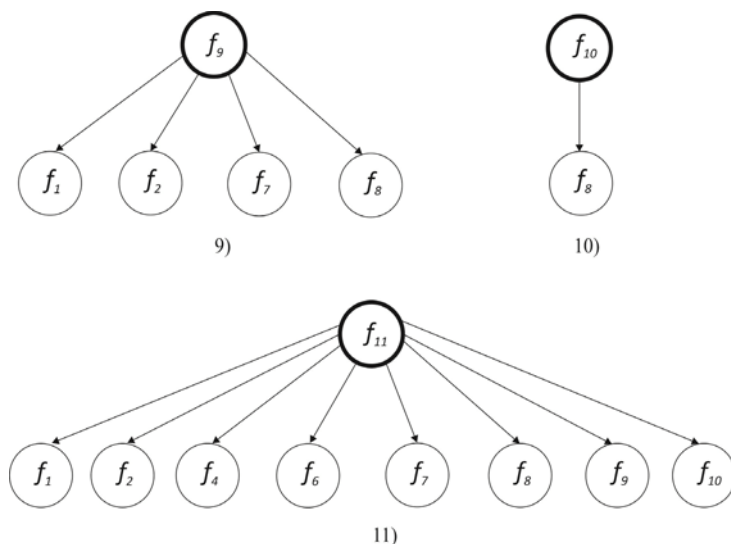 f₉ f₁₀
f₁ f₂ f₇ f₈ f₈
9) 10)
f₁₁
f₁ f₂ f₄ f₆ f₇ f₈ f₉ f₁₀
11)